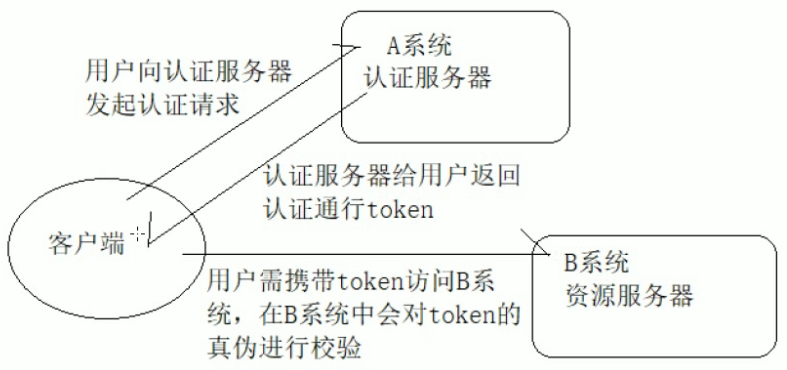 A系统
认证服务器
用户向认证服务器
发起认证请求
认证服务器给用户返回
认证通行token
客户端
B系统
资源服务器
用户需携带token访问B系
统，在B系统中会对token的
真伪进行校验